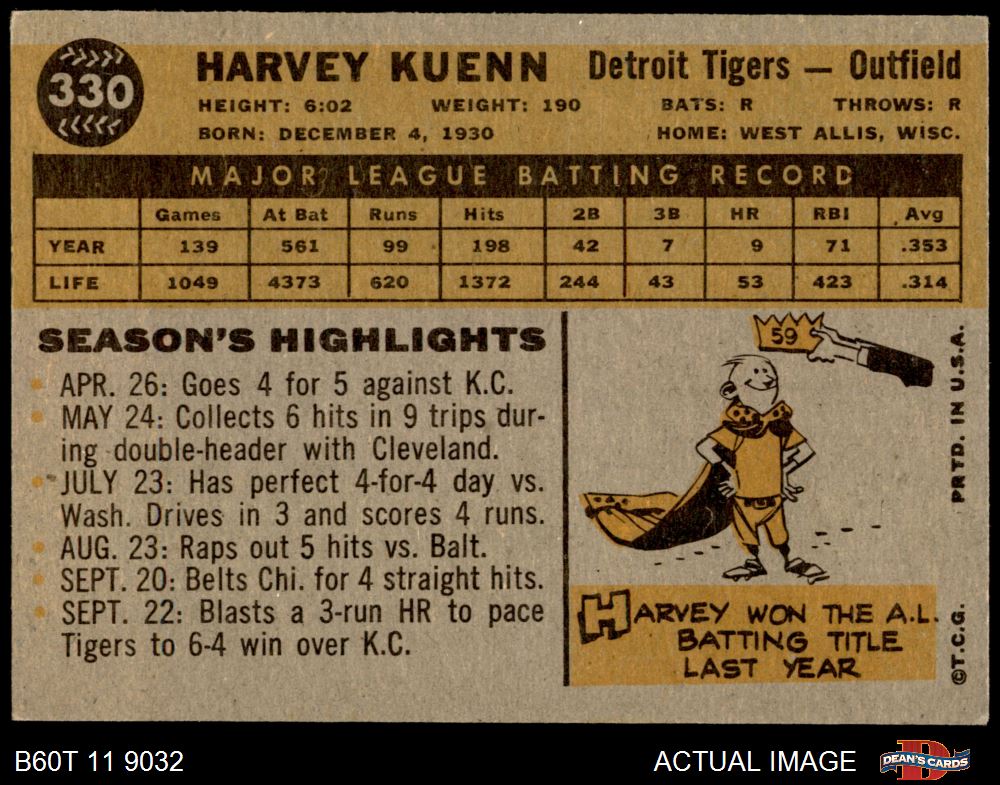 330
HARVEY KUENN Detroit Tigers — Outfield
HEIGHT: 6:02 WEIGHT: 190 BATS: R THROWS: R
BORN: DECEMBER 4, 1930 HOME: WEST ALLIS, WISC.
MAJOR LEAGUE BATTING RECORD
Games At Bat Runs Hits 2B 3B HR RBI Avg
YEAR 139 561 99 198 42 7 9 71 .353
LIFE 1049 4373 620 1372 244 43 53 423 .314
SEASON'S HIGHLIGHTS
APR. 26: Goes 4 for 5 against K.C.
MAY 24: Collects 6 hits in 9 trips dur-
ing double-header with Cleveland.
JULY 23: Has perfect 4-for-4 day vs.
Wash. Drives in 3 and scores 4 runs.
AUG. 23: Raps out 5 hits vs. Balt.
SEPT. 20: Belts Chi. for 4 straight hits.
SEPT. 22: Blasts a 3-run HR to pace
Tigers to 6-4 win over K.C.
59
HARVEY WON THE A.L.
BATTING TITLE
LAST YEAR
PRTD. IN U.S.A.
©T.C.G.
B60T 11 9032 ACTUAL IMAGE DEAN'S CARDS